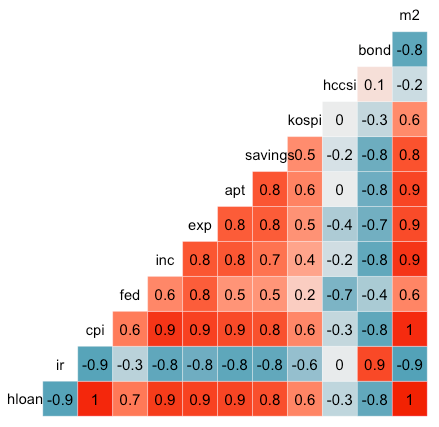 m2
bond -0.8
hccsi 0.1 -0.2
kospi 0 -0.3 0.6
savings 0.5 -0.2 -0.8 0.8
apt 0.8 0.6 0 -0.8 0.9
exp 0.8 0.8 0.5 -0.4 -0.7 0.9
inc 0.8 0.8 0.7 0.4 -0.2 -0.8 0.9
fed 0.6 0.8 0.5 0.5 0.2 -0.7 -0.4 0.6
cpi 0.6 0.9 0.9 0.9 0.8 0.6 -0.3 -0.8 1
ir -0.9 -0.3 -0.8 -0.8 -0.8 -0.8 -0.6 0 0.9 -0.9
hloan -0.9 1 0.7 0.9 0.9 0.9 0.8 0.6 -0.3 -0.8 1